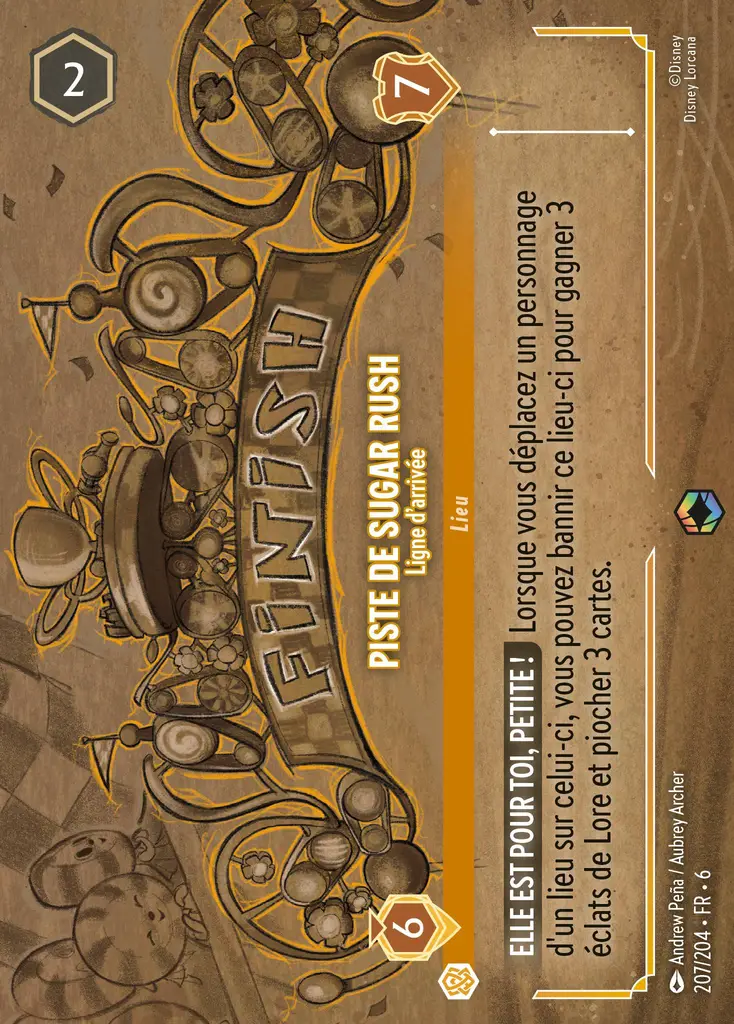 2
FINISH
6
7
PISTE DE SUGAR RUSH
Ligne d'arrivée
Lieu
ELLE EST POUR TOI, PETITE ! Lorsque vous déplacez un personnage
d'un lieu sur celui-ci, vous pouvez bannir ce lieu-ci pour gagner 3
éclats de Lore et piocher 3 cartes.
Andrew Peña / Aubrey Archer
207/204 • FR • 6
©Disney
Disney Lorcana